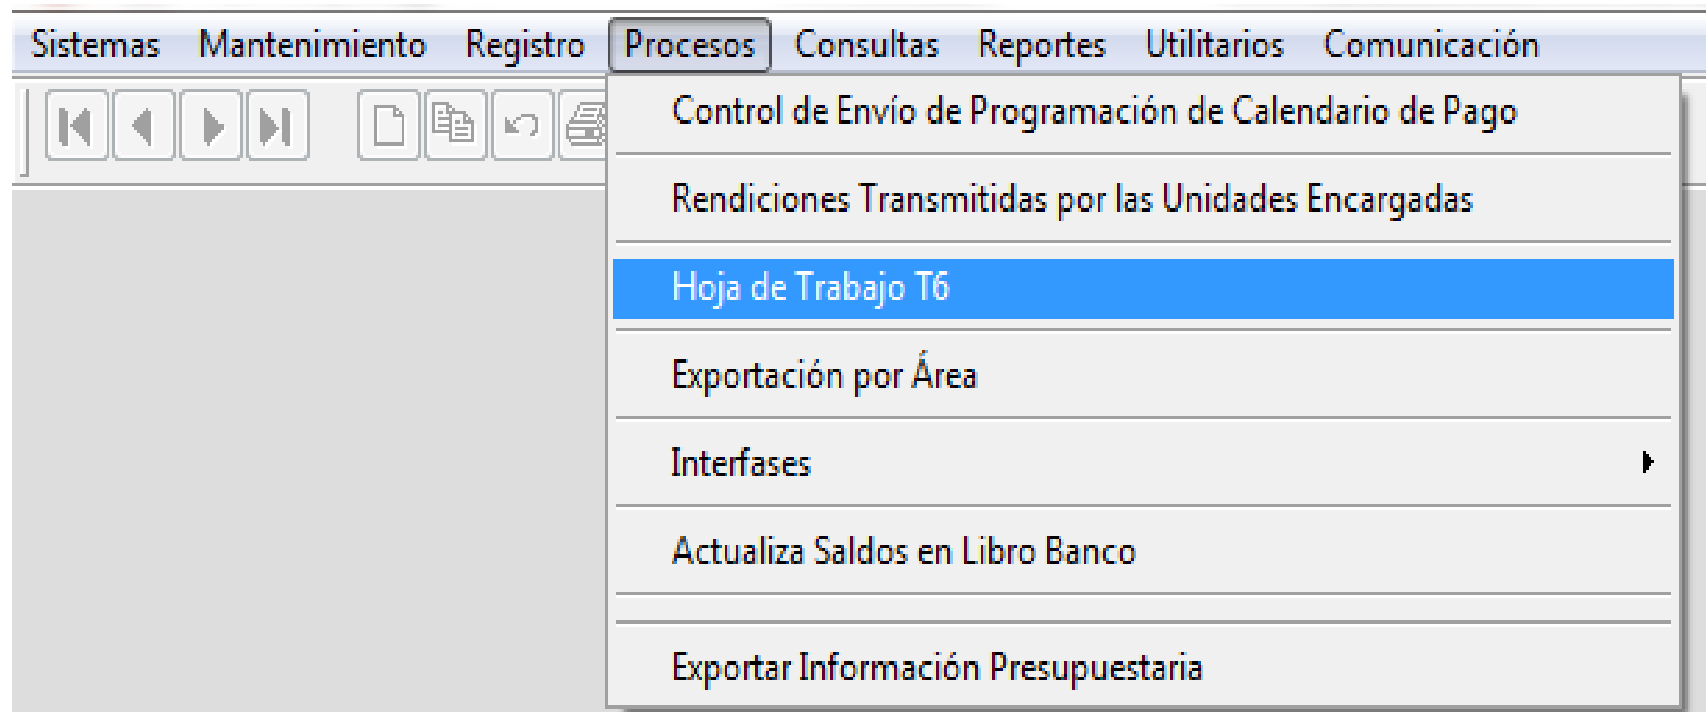 Sistemas Mantenimiento Registro Procesos Consultas Reportes Utilitarios Comunicación
Control de Envío de Programación de Calendario de Pago
Rendiciones Transmitidas por las Unidades Encargadas
Hoja de Trabajo T6
Exportación por Área
Interfases
Actualiza Saldos en Libro Banco
Exportar Información Presupuestaria